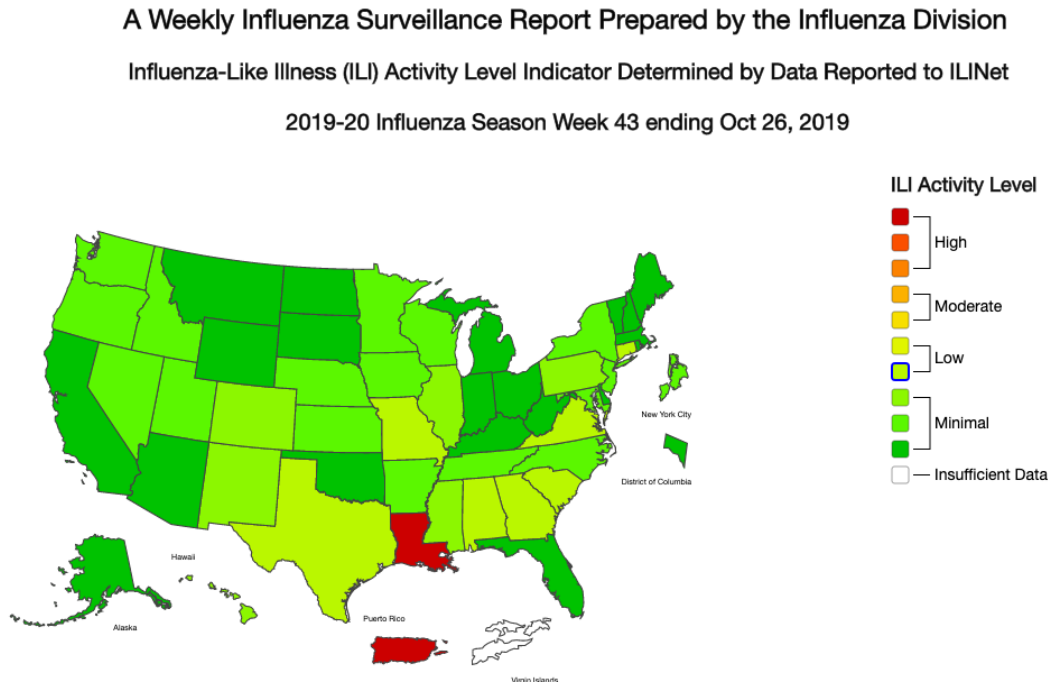 A Weekly Influenza Surveillance Report Prepared by the Influenza Division
Influenza-Like Illness (ILI) Activity Level Indicator Determined by Data Reported to ILINet
2019-20 Influenza Season Week 43 ending Oct 26, 2019
ILI Activity Level
High
Moderate
Low
Minimal
Insufficient Data
New York City
District of Columbia
Hawaii
Alaska
Puerto Rico
Virgin Islands